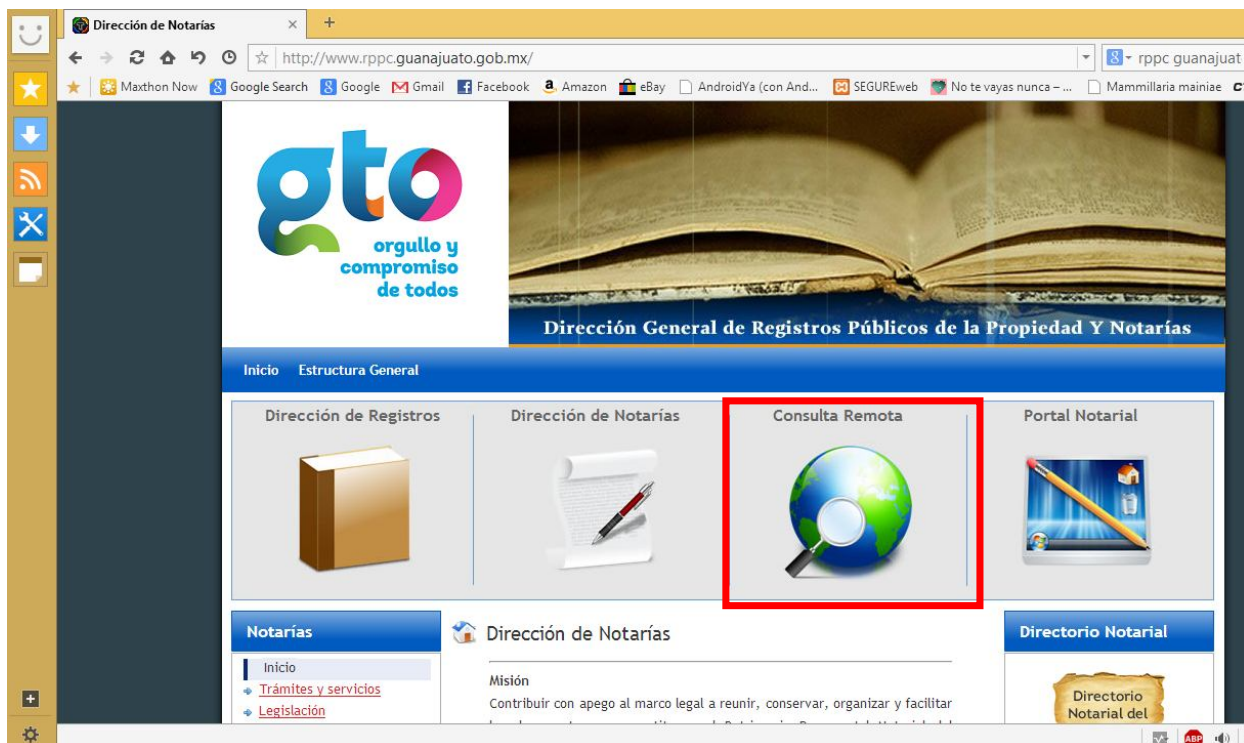 Dirección de Notarías
http://www.rppc.guanajuato.gob.mx/
rppc guanajuat
Maxthon Now Google Search Google Gmail Facebook Amazon eBay AndroidYa (con And... SEGUREweb No te vayas nunca – ... Mammillaria mainiae
gto
orgullo y
compromiso
de todos
Dirección General de Registros Públicos de la Propiedad Y Notarías
Inicio Estructura General
Dirección de Registros Dirección de Notarías Consulta Remota Portal Notarial
Notarías
Inicio
Trámites y servicios
Legislación
Dirección de Notarías
Misión
Contribuir con apego al marco legal a reunir, conservar, organizar y facilitar
Directorio Notarial
Directorio
Notarial del
ABP